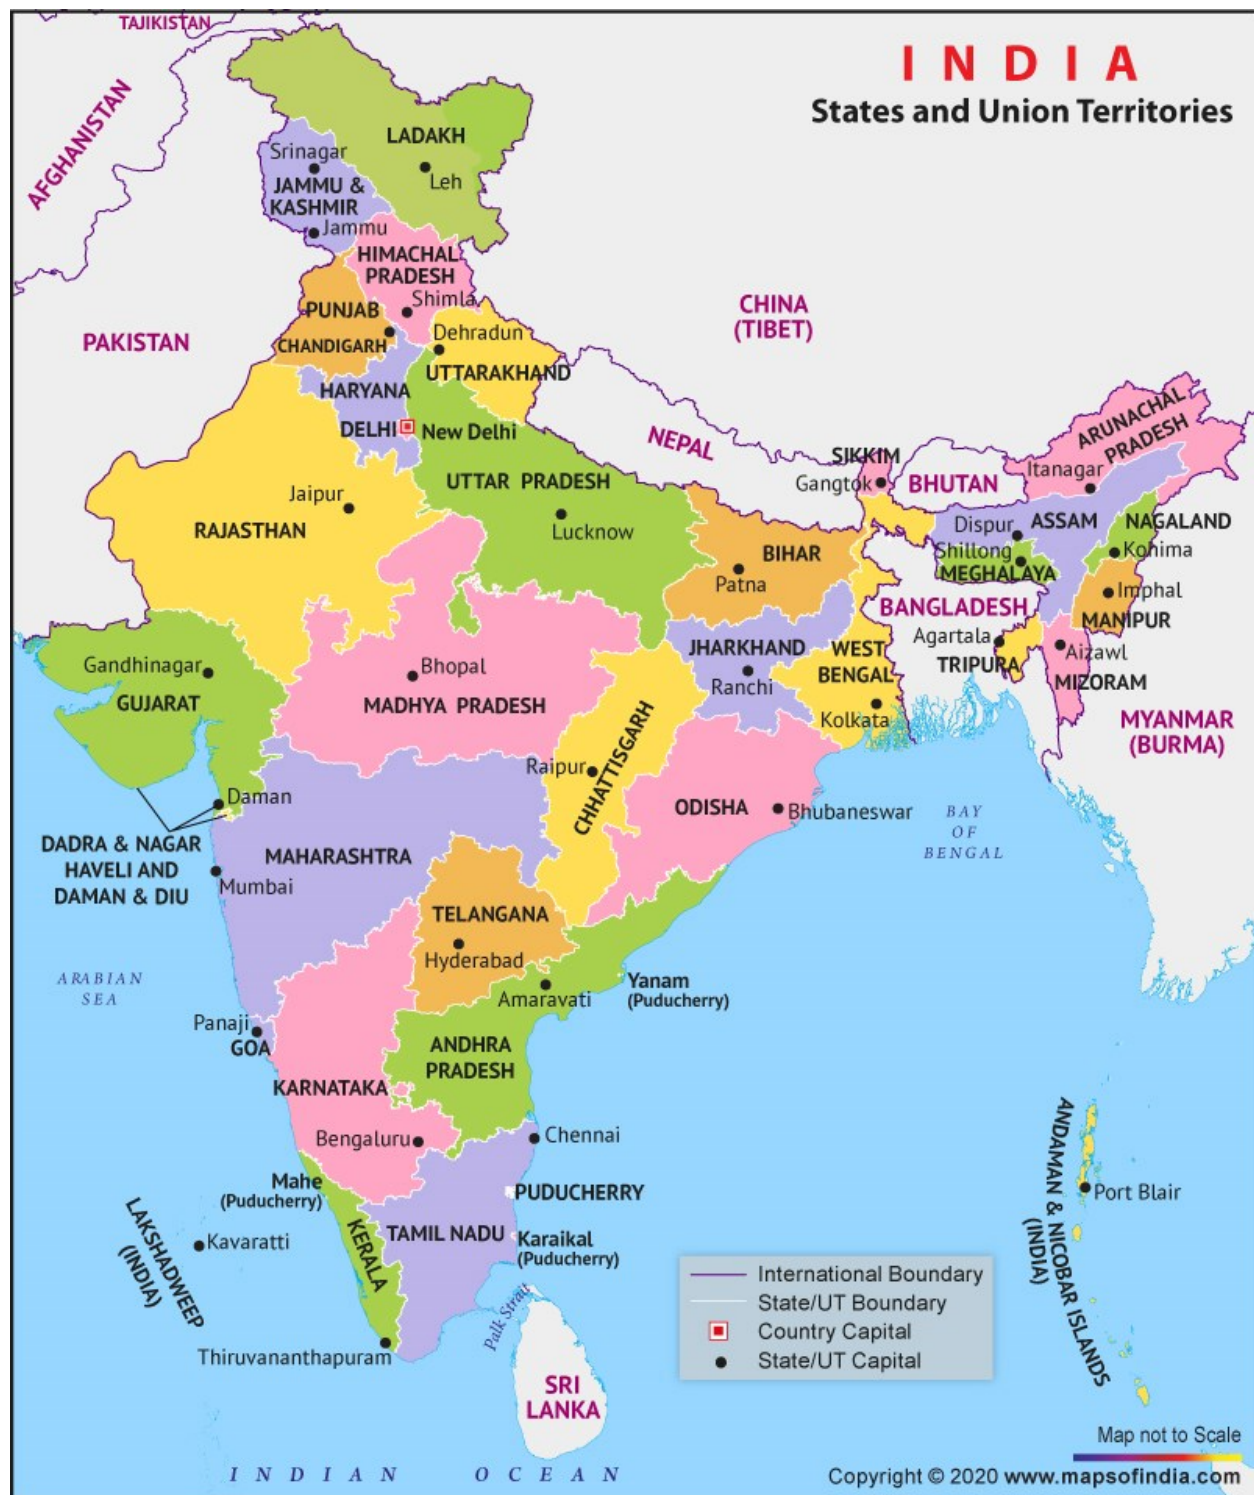 TAJIKISTAN
INDIA
States and Union Territories
AFGHANISTAN
LADAKH
Srinagar
Leh
JAMMU &
KASHMIR
Jammu
HIMACHAL
PRADESH
Shimla
CHINA
(TIBET)
PAKISTAN
PUNJAB
CHANDIGARH
Dehradun
UTTARAKHAND
HARYANA
DELHI
New Delhi
NEPAL
SIKKIM
Gangtok
BHUTAN
ARUNACHAL
PRADESH
Itanagar
UTTAR PRADESH
Lucknow
Jaipur
RAJASTHAN
BIHAR
Patna
Dispur
ASSAM
NAGALAND
Shillong
Kohima
MEGHALAYA
Imphal
MANIPUR
BANGLADESH
Agartala
TRIPURA
Aizawl
MIZORAM
MYANMAR
(BURMA)
Gandhinagar
GUJARAT
Bhopal
MADHYA PRADESH
JHARKHAND
Ranchi
WEST
BENGAL
Kolkata
CHHATTISGARH
Raipur
ODISHA
Bhubaneswar
BAY
OF
BENGAL
Daman
DADRA & NAGAR
HAVELI AND
DAMAN & DIU
MAHARASHTRA
Mumbai
TELANGANA
Hyderabad
ARABIAN
SEA
Amaravati
Yanam
(Puducherry)
Panaji
GOA
ANDHRA
PRADESH
KARNATAKA
Bengaluru
Chennai
Mahe
(Puducherry)
PUDUCHERRY
LAKSHADWEEP
(INDIA)
Kavaratti
KERALA
TAMIL NADU
Karaikal
(Puducherry)
ANDAMAN & NICOBAR ISLANDS
(INDIA)
Port Blair
Thiruvananthapuram
Palk Strait
SRI
LANKA
International Boundary
State/UT Boundary
Country Capital
State/UT Capital
Map not to Scale
INDIAN OCEAN
Copyright © 2020 www.mapsofindia.com